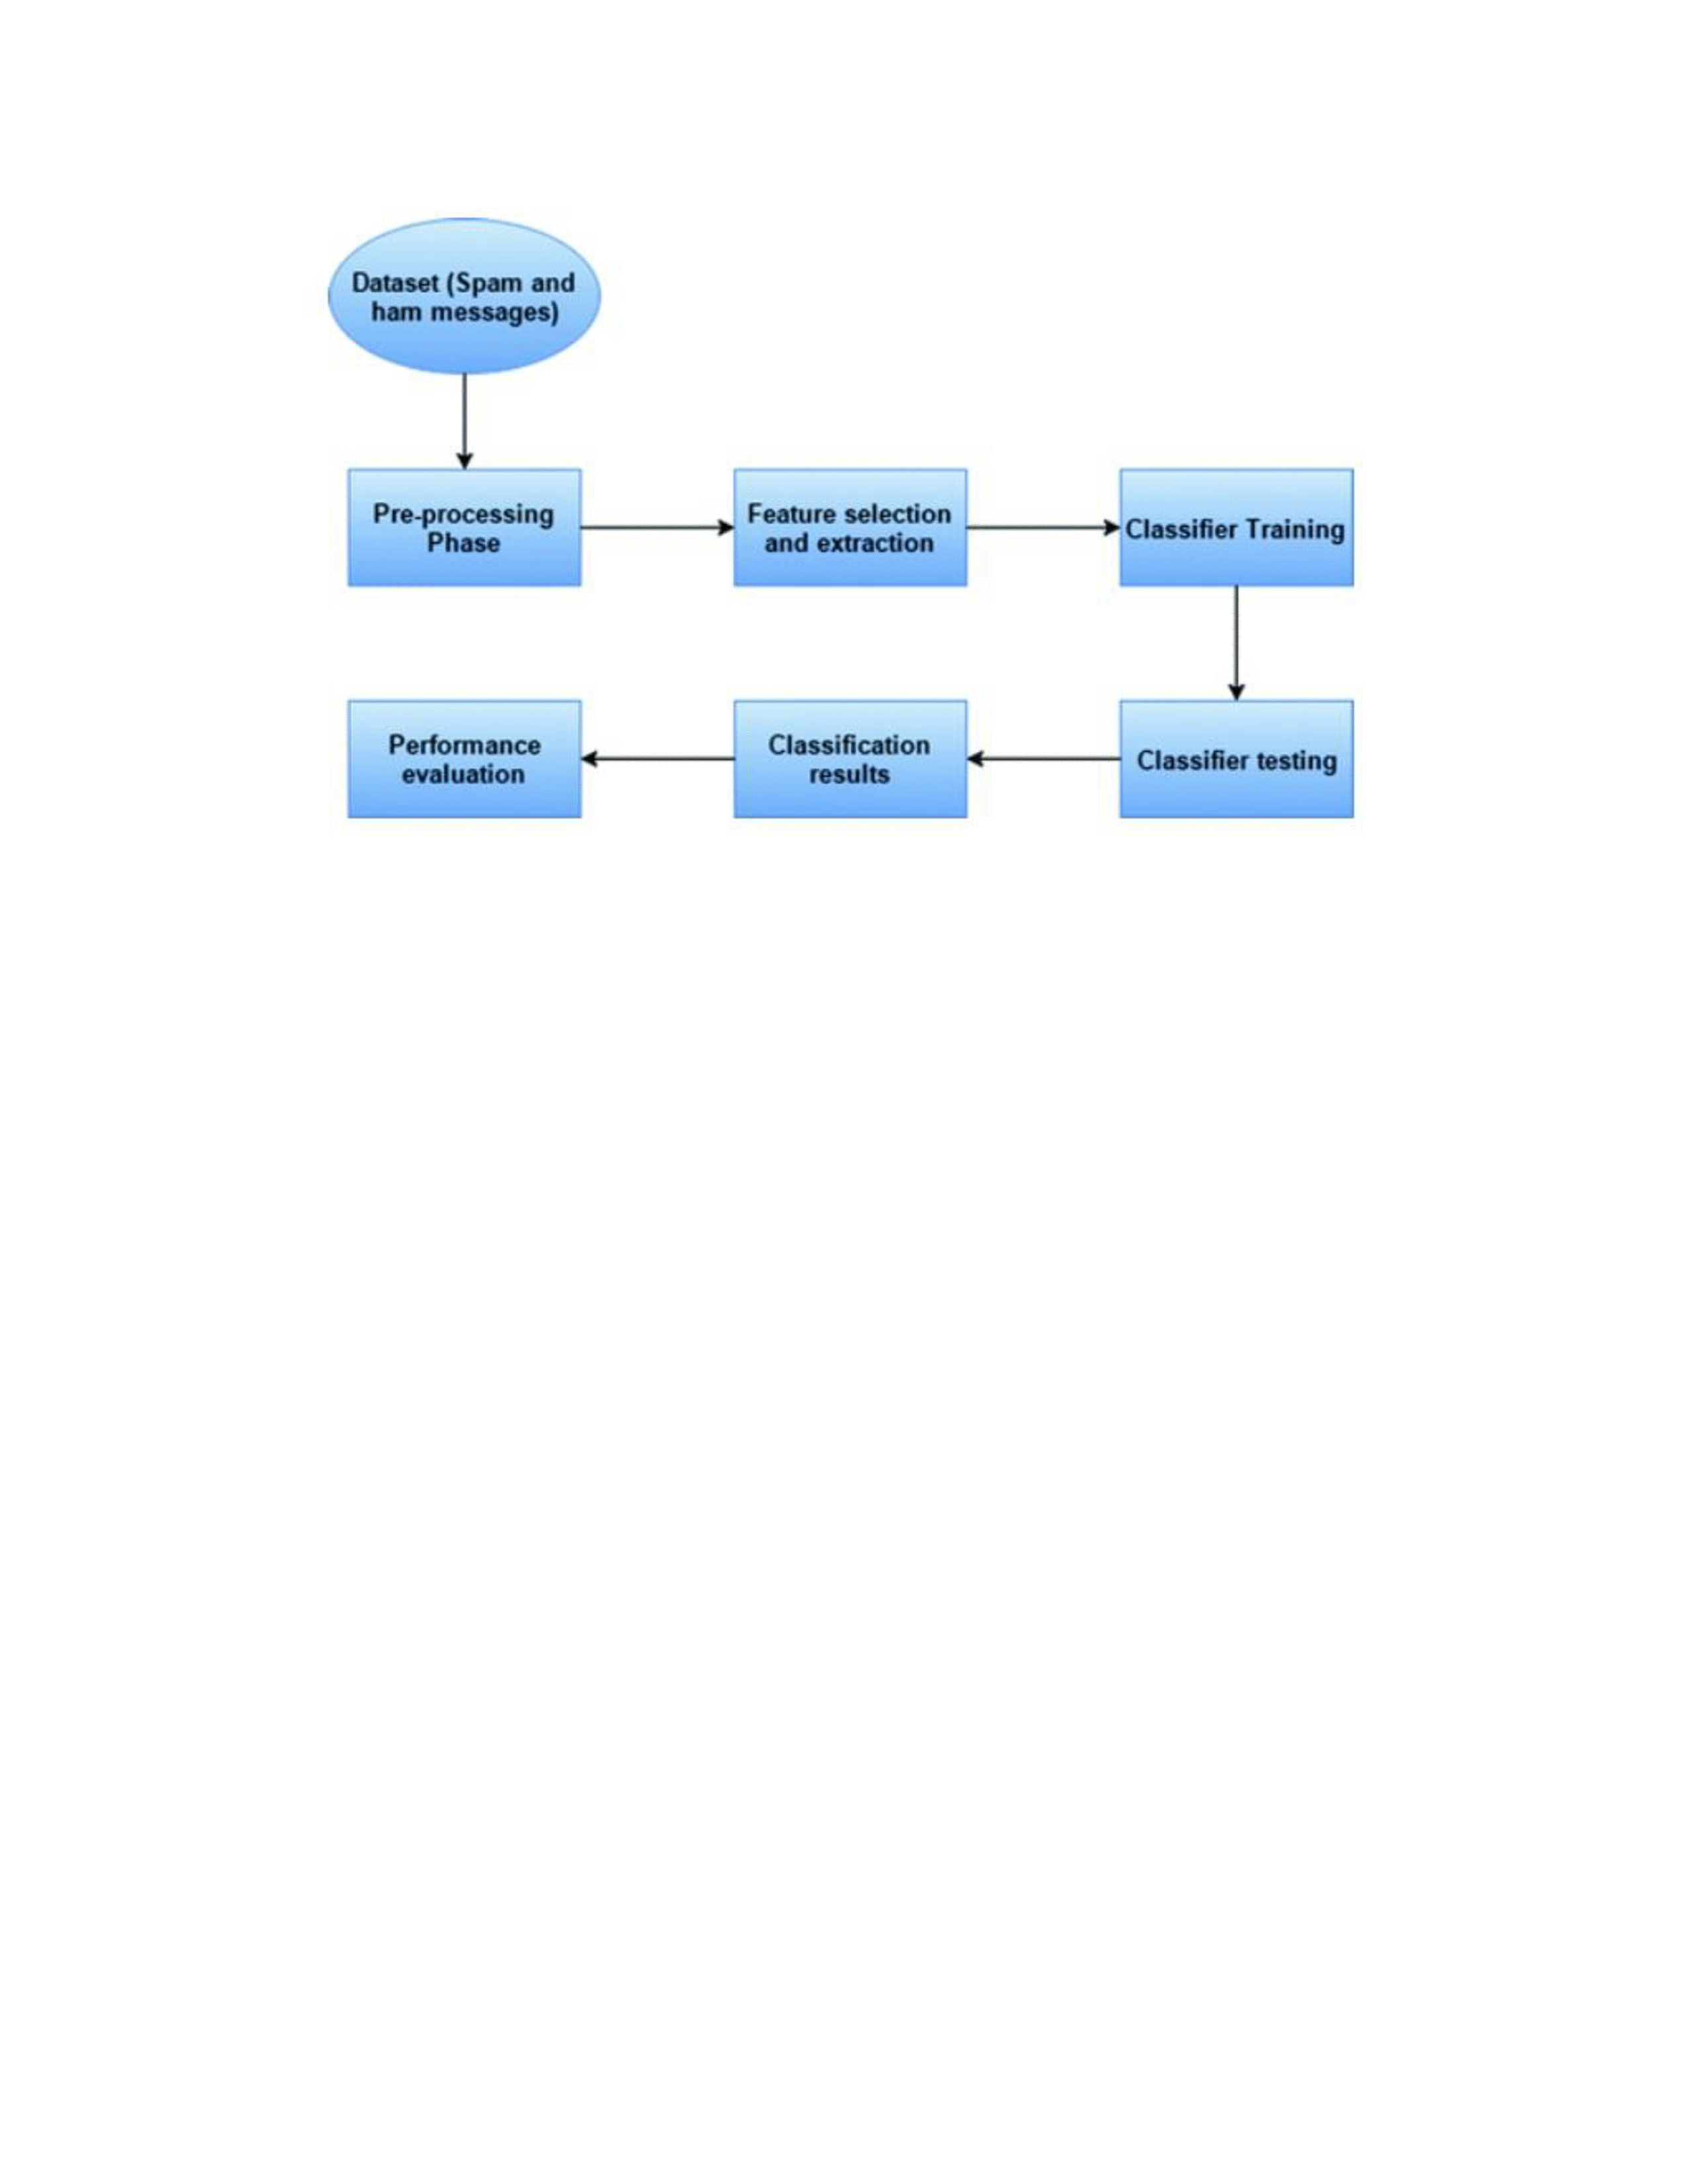 Dataset (Spam and
ham messages)
Pre-processing
Phase
Feature selection
and extraction
Classifier Training
Performance
evaluation
Classification
results
Classifier testing